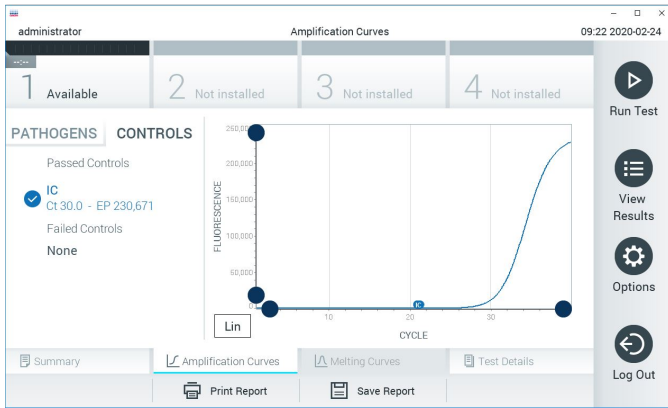 administrator
Amplification Curves
09:22 2020-02-24
--:--
1 Available
2 Not installed
3 Not installed
4 Not installed
Run Test
View
Results
Options
Log Out
PATHOGENS CONTROLS
Passed Controls
IC
Ct 30.0 - EP 230,671
Failed Controls
None
FLUORESCENCE
200,000
150,000
100,000
50,000
0
IC
10 20 30
CYCLE
Lin
Summary
Amplification Curves
Melting Curves
Test Details
Print Report
Save Report